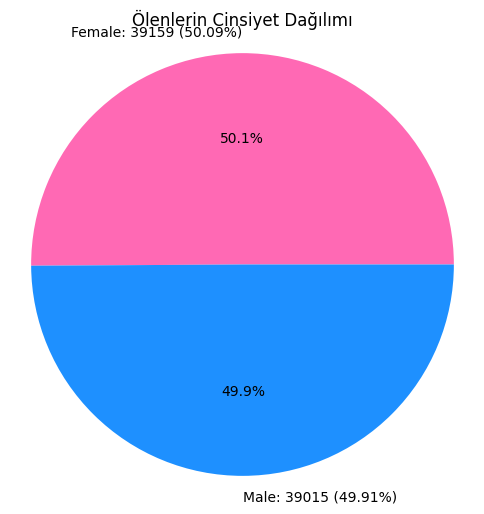 Ölenlerin Cinsiyet Dağılımı
Female: 39159 (50.09%)
50.1%
49.9%
Male: 39015 (49.91%)